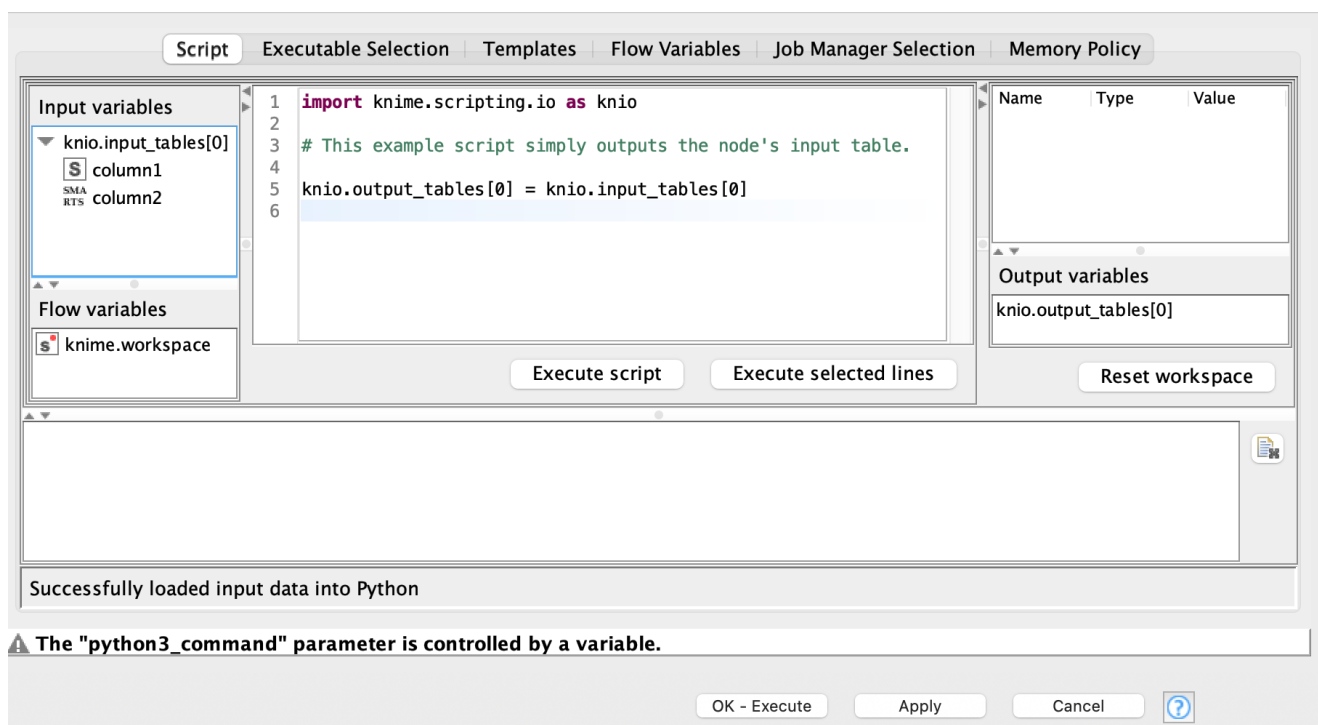 Script Executable Selection Templates Flow Variables Job Manager Selection Memory Policy
Input variables
knio.input_tables[0]
S column1
SMA RTS column2
Flow variables
s knime.workspace
1 import knime.scripting.io as knio
2
3 # This example script simply outputs the node's input table.
4
5 knio.output_tables[0] = knio.input_tables[0]
6
Execute script Execute selected lines
Name Type Value
Output variables
knio.output_tables[0]
Reset workspace
Successfully loaded input data into Python
The "python3_command" parameter is controlled by a variable.
OK - Execute Apply Cancel ?